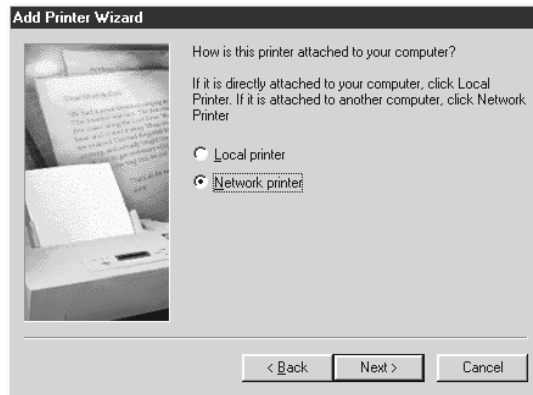 Add Printer Wizard
How is this printer attached to your computer?
If it is directly attached to your computer, click Local
Printer. If it is attached to another computer, click Network
Printer
Local printer
Network printer
< Back
Next >
Cancel